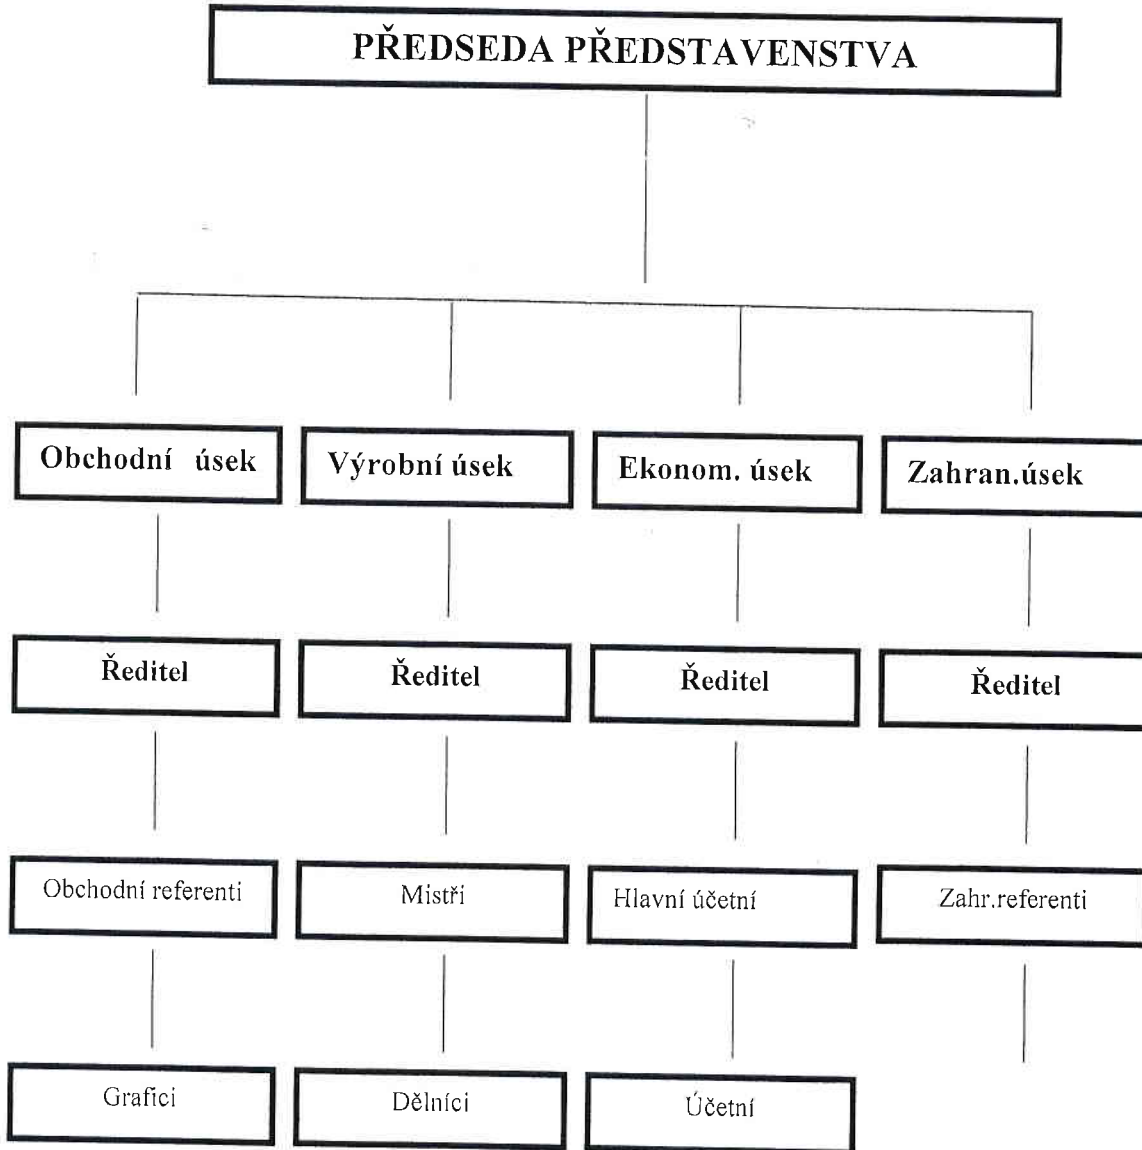 PŘEDSEDA PŘEDSTAVENSTVA
Obchodní úsek
Výrobní úsek
Ekonom. úsek
Zahran.úsek
Ředitel
Ředitel
Ředitel
Ředitel
Obchodní referenti
Mistři
Hlavní účetní
Zahr.referenti
Grafici
Dělníci
Účetní